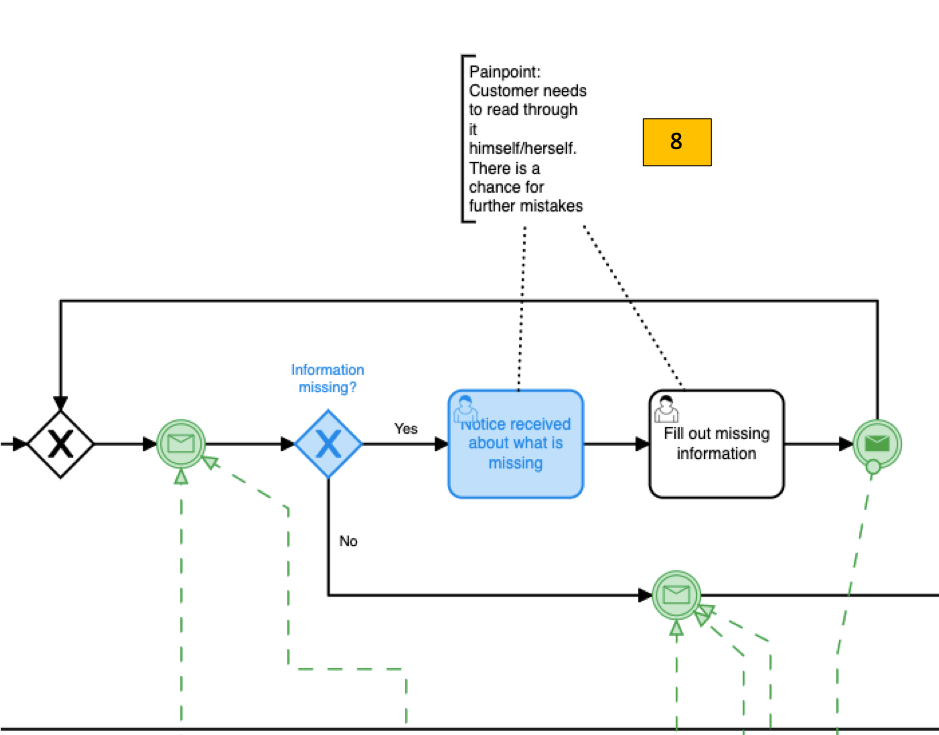 Painpoint:
Customer needs
to read through
it
himself/herself.
There is a
chance for
further mistakes
8
Information
missing?
Yes
Notice received
about what is
missing
Fill out missing
information
No